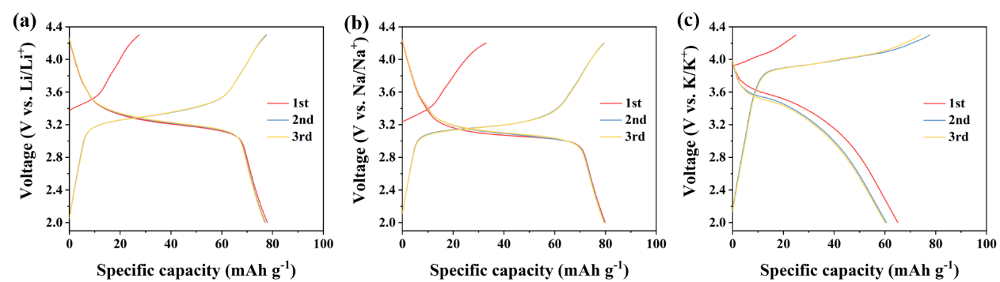 (a)
4.4
4.0
3.6
3.2
2.8
2.4
2.0
Voltage (V vs. Li/Li⁺)
1st
2nd
3rd
0 20 40 60 80 100
Specific capacity (mAh g⁻¹)
(b)
4.4
4.0
3.6
3.2
2.8
2.4
2.0
Voltage (V vs. Na/Na⁺)
1st
2nd
3rd
0 20 40 60 80 100
Specific capacity (mAh g⁻¹)
(c)
4.4
4.0
3.6
3.2
2.8
2.4
2.0
Voltage (V vs. K/K⁺)
1st
2nd
3rd
0 20 40 60 80 100
Specific capacity (mAh g⁻¹)